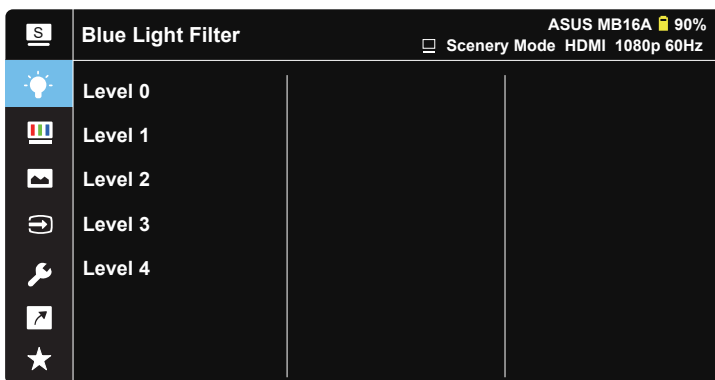 S
Blue Light Filter
ASUS MB16A 90%
Scenery Mode HDMI 1080p 60Hz
Level 0
Level 1
Level 2
Level 3
Level 4